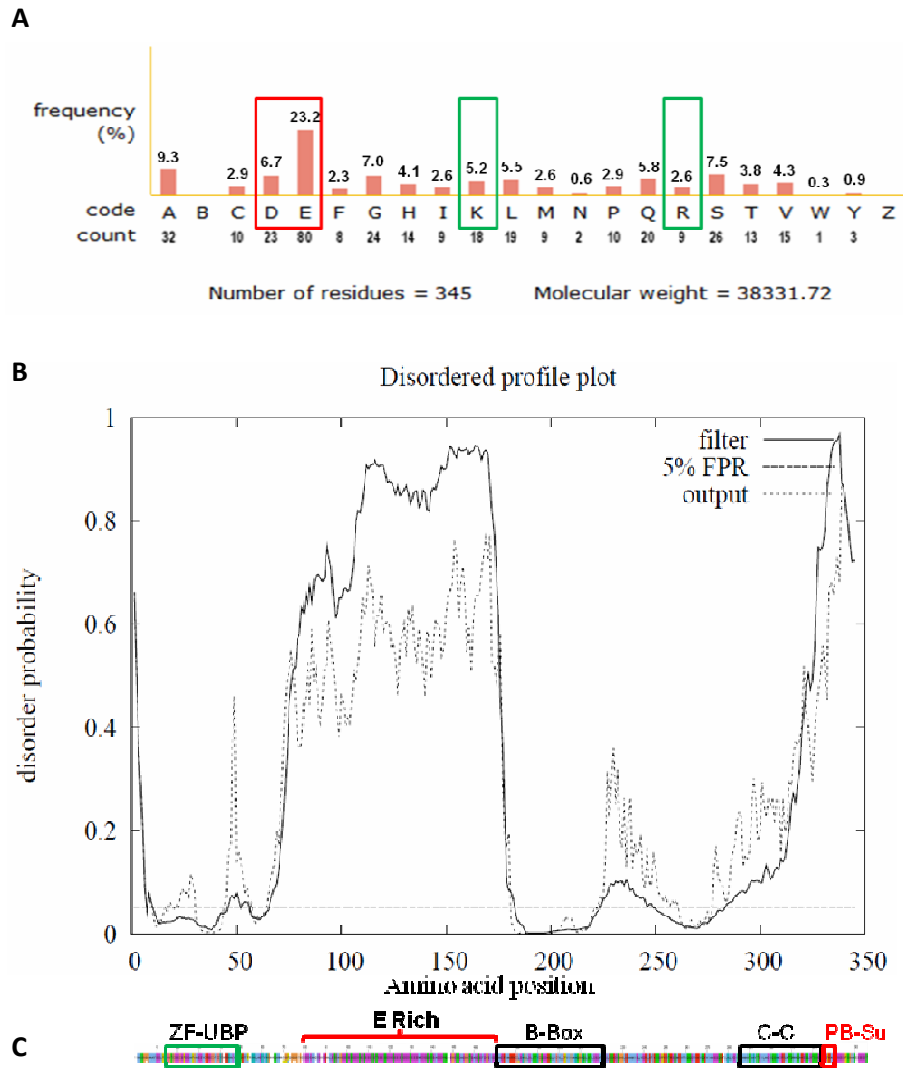 A
frequency
(%)
9.3 2.9 6.7 23.2 2.3 7.0 4.1 2.6 5.2 5.5 2.6 0.6 2.9 5.8 2.6 7.5 3.8 4.3 0.3 0.9
code A B C D E F G H I K L M N P Q R S T V W Y Z
count 32 10 23 80 8 24 14 9 18 19 9 2 10 20 9 26 13 15 1 3
Number of residues = 345 Molecular weight = 38331.72
B
Disordered profile plot
filter
5% FPR
output
disorder probability
1
0.8
0.6
0.4
0.2
0
0 50 100 150 200 250 300 350
Amino acid position
C
ZF-UBP E Rich B-Box C-C PB-Su